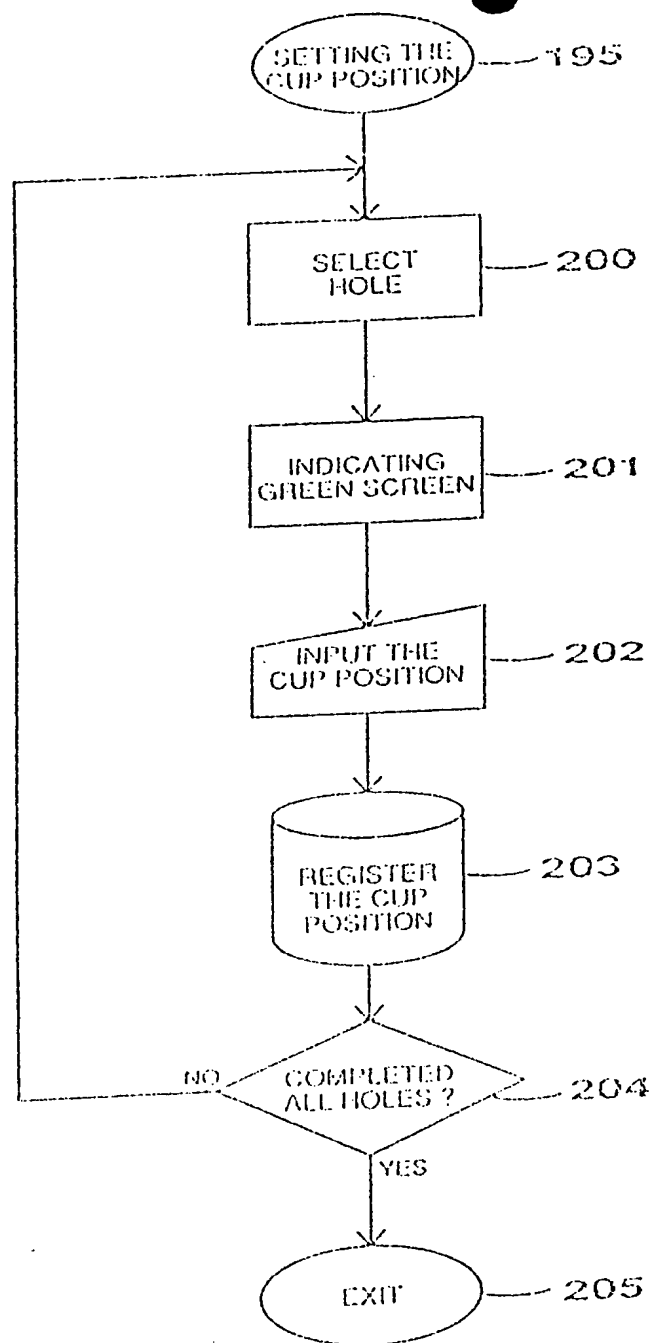 SETTING THE
CUP POSITION
195
SELECT
HOLE
200
INDICATING
GREEN SCREEN
201
INPUT THE
CUP POSITION
202
REGISTER
THE CUP
POSITION
203
NO
COMPLETED
ALL HOLES ?
204
YES
EXIT
205